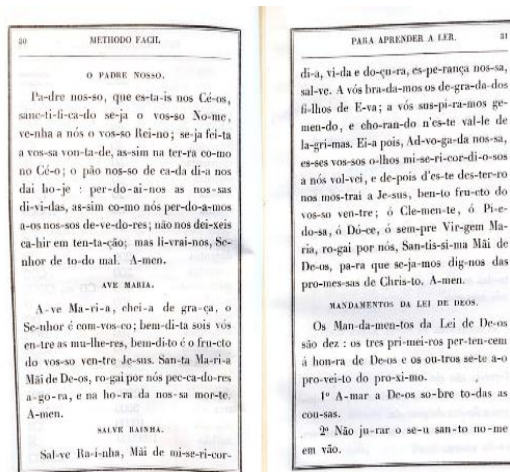 30 METHODO FACIL
O PADRE NOSSO.
Pa-dre nos-so, que es-ta-is nos Cé-os,
sanc-ti-fi-ca-do se-ja o vos-so No-me,
ve-nha a nós o vos-so Rei-no; se-ja fei-ta
a vos-sa von-ta-de, as-sim na ter-ra co-mo
no Cé-o; o pão nos-so de ca-da di-a nos
dai ho-je : per-do-ai-nos as nos-sas
di-vi-das, as-sim co-mo nós per-do-a-mos
a-os nos-sos de-ve-do-res; não nos dei-xeis
ca-hir em ten-ta-ção; mas li-vrai-nos, Se-
nhor de to-do mal. A-men.
AVE MARIA.
A-ve Ma-ri-a, chei-a de gra-ça, o
Se-nhor é com-vos-co; bem-di-ta sois vós
en-tre as mu-lhe-res, bem-di-to é o fru-cto
do vos-so ven-tre Je-sus. San-ta Ma-ri-a
Mãi de De-os, ro-gai por nós pec-ca-do-res
a-go-ra, e na ho-ra da nos-sa mor-te.
A-men.
SALVE RAINHA.
Sal-ve Ra-i-nha, Mãi de mi-se-ri-cor-
PARA APRENDER A LER. 31
di-a, vi-da e do-çu-ra, es-pe-rança nos-sa,
sal-ve. A vós bra-da-mos os de-gra-da-dos
fi-lhos de E-va; a vós sus-pi-ra-mos ge-
men-do, e cho-ran-do n'es-te val-le de
la-gri-mas. Ei-a pois, Ad-vo-ga-da nos-sa,
es-ses vos-sos o-lhos mi-se-ri-cor-di-o-sos
a nós vol-vei, e de-pois d'es-te des-ter-ro
nos mos-trai a Je-sus, ben-to fru-cto do
vos-so ven-tre; ó Cle-men-te, ó Pi-e-
do-sa, ó Dó-ce, ó sem-pre Vir-gem Ma-
ria, ro-gai por nós, San-tis-si-ma Mãi de
De-us, pa-ra que se-ja-mos dig-nos das
pro-mes-sas de Chris-to. A-men.
MANDAMENTOS DA LEI DE DEOS.
Os Man-da-men-tos da Lei de De-os
são dez : os tres pri-mei-ros per-ten-cem
á hon-ra de De-os e os ou-tros se-te a-o
pro-vei-to do pro-xi-mo.
1º A-mar a De-os so-bre to-das as
cou-sas.
2º Não ju-rar o se-u san-to no-me
em vão.